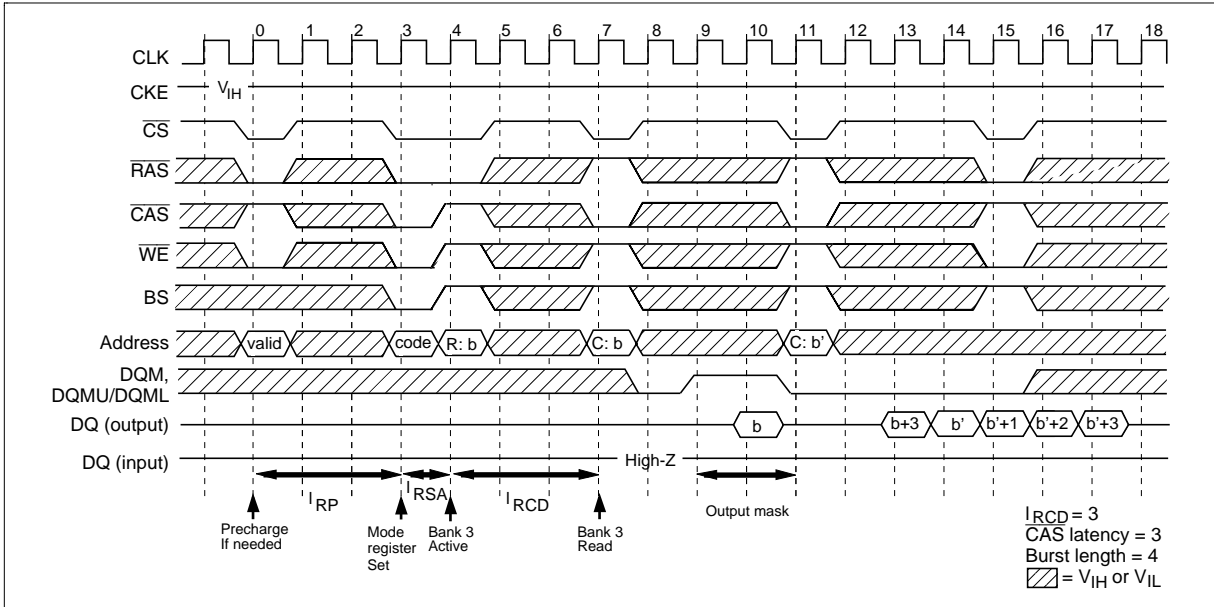 0 1 2 3 4 5 6 7 8 9 10 11 12 13 14 15 16 17 18
CLK
CKE VIH
CS
RAS
CAS
WE
BS
Address valid code R: b C: b C: b’
DQM,
DQMU/DQML
DQ (output) b b+3 b’ b’+1 b’+2 b’+3
DQ (input) High-Z
lRP lRSA lRCD Output mask
Precharge
If needed
Mode
register
Set
Bank 3
Active
Bank 3
Read
lRCD = 3
CAS latency = 3
Burst length = 4
= VIH or VIL